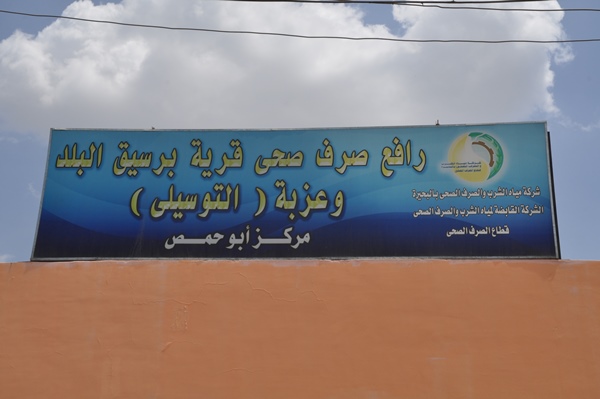 رافع صرف صحى قرية برسيق البلد
وعزبة ( التوسيلى )
مركز أبو حمص
شركة مياه الشرب والصرف الصحى بالبحيرة
الشركة القابضة لمياه الشرب والصرف الصحى
قطاع الصرف الصحى